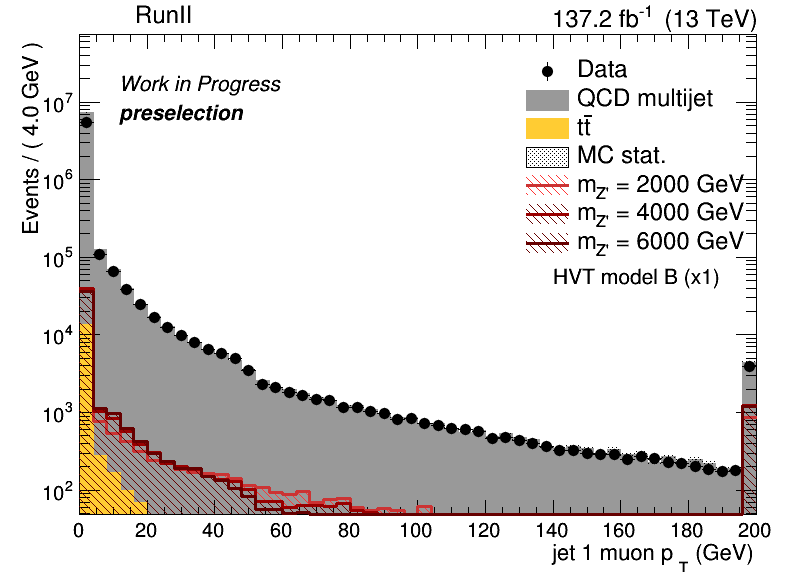 RunII
137.2 fb⁻¹ (13 TeV)
Work in Progress
preselection
Data
QCD multijet
tt̄
MC stat.
m_Z' = 2000 GeV
m_Z' = 4000 GeV
m_Z' = 6000 GeV
HVT model B (x1)
Events / ( 4.0 GeV )
10⁷
10⁶
10⁵
10⁴
10³
10²
0 20 40 60 80 100 120 140 160 180 200
jet 1 muon p_T (GeV)